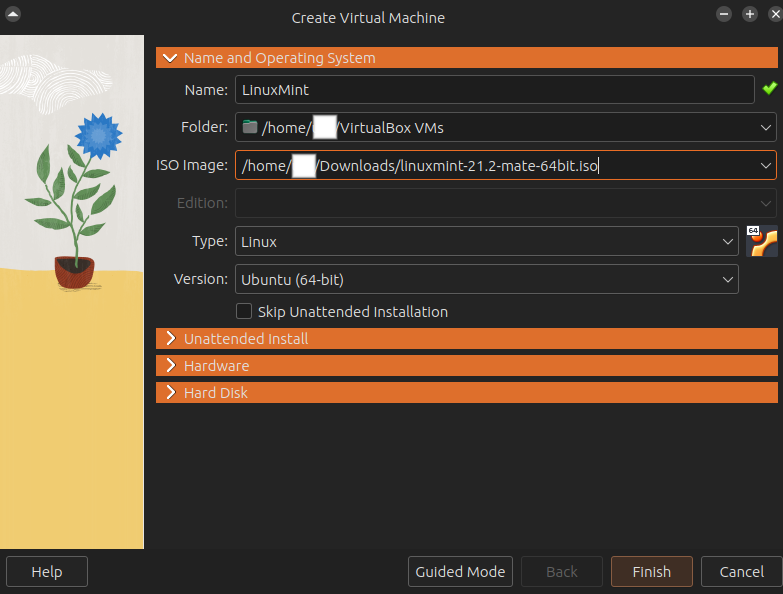 Create Virtual Machine
Name and Operating System
Name: LinuxMint
Folder: /home/ /VirtualBox VMs
ISO Image: /home/ /Downloads/linuxmint-21.2-mate-64bit.iso
Edition:
Type: Linux
64
Version: Ubuntu (64-bit)
Skip Unattended Installation
Unattended Install
Hardware
Hard Disk
Help Guided Mode Back Finish Cancel